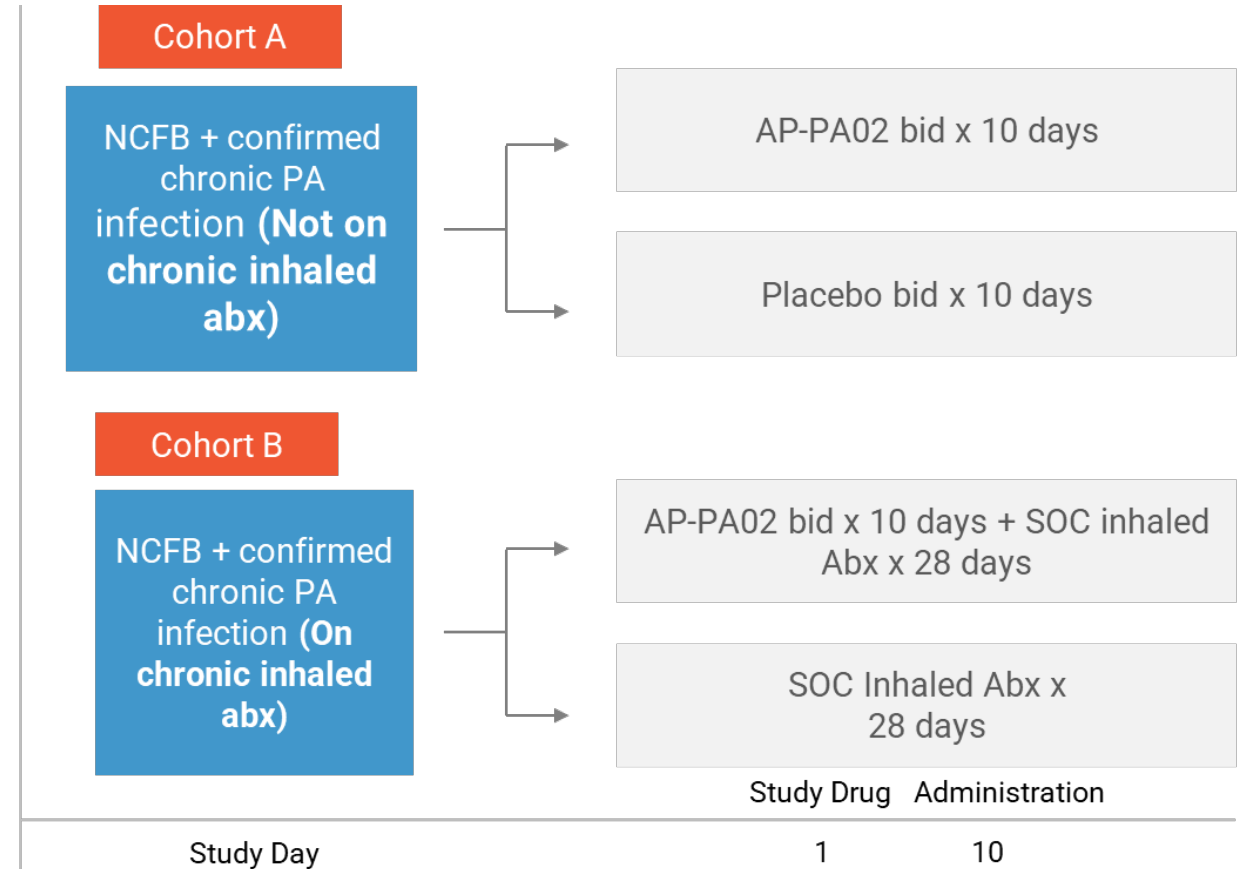 Cohort A
NCFB + confirmed
chronic PA
infection (Not on
chronic inhaled
abx)
AP-PA02 bid x 10 days
Placebo bid x 10 days
Cohort B
NCFB + confirmed
chronic PA
infection (On
chronic inhaled
abx)
AP-PA02 bid x 10 days + SOC inhaled
Abx x 28 days
SOC Inhaled Abx x
28 days
Study Drug Administration
Study Day 1 10